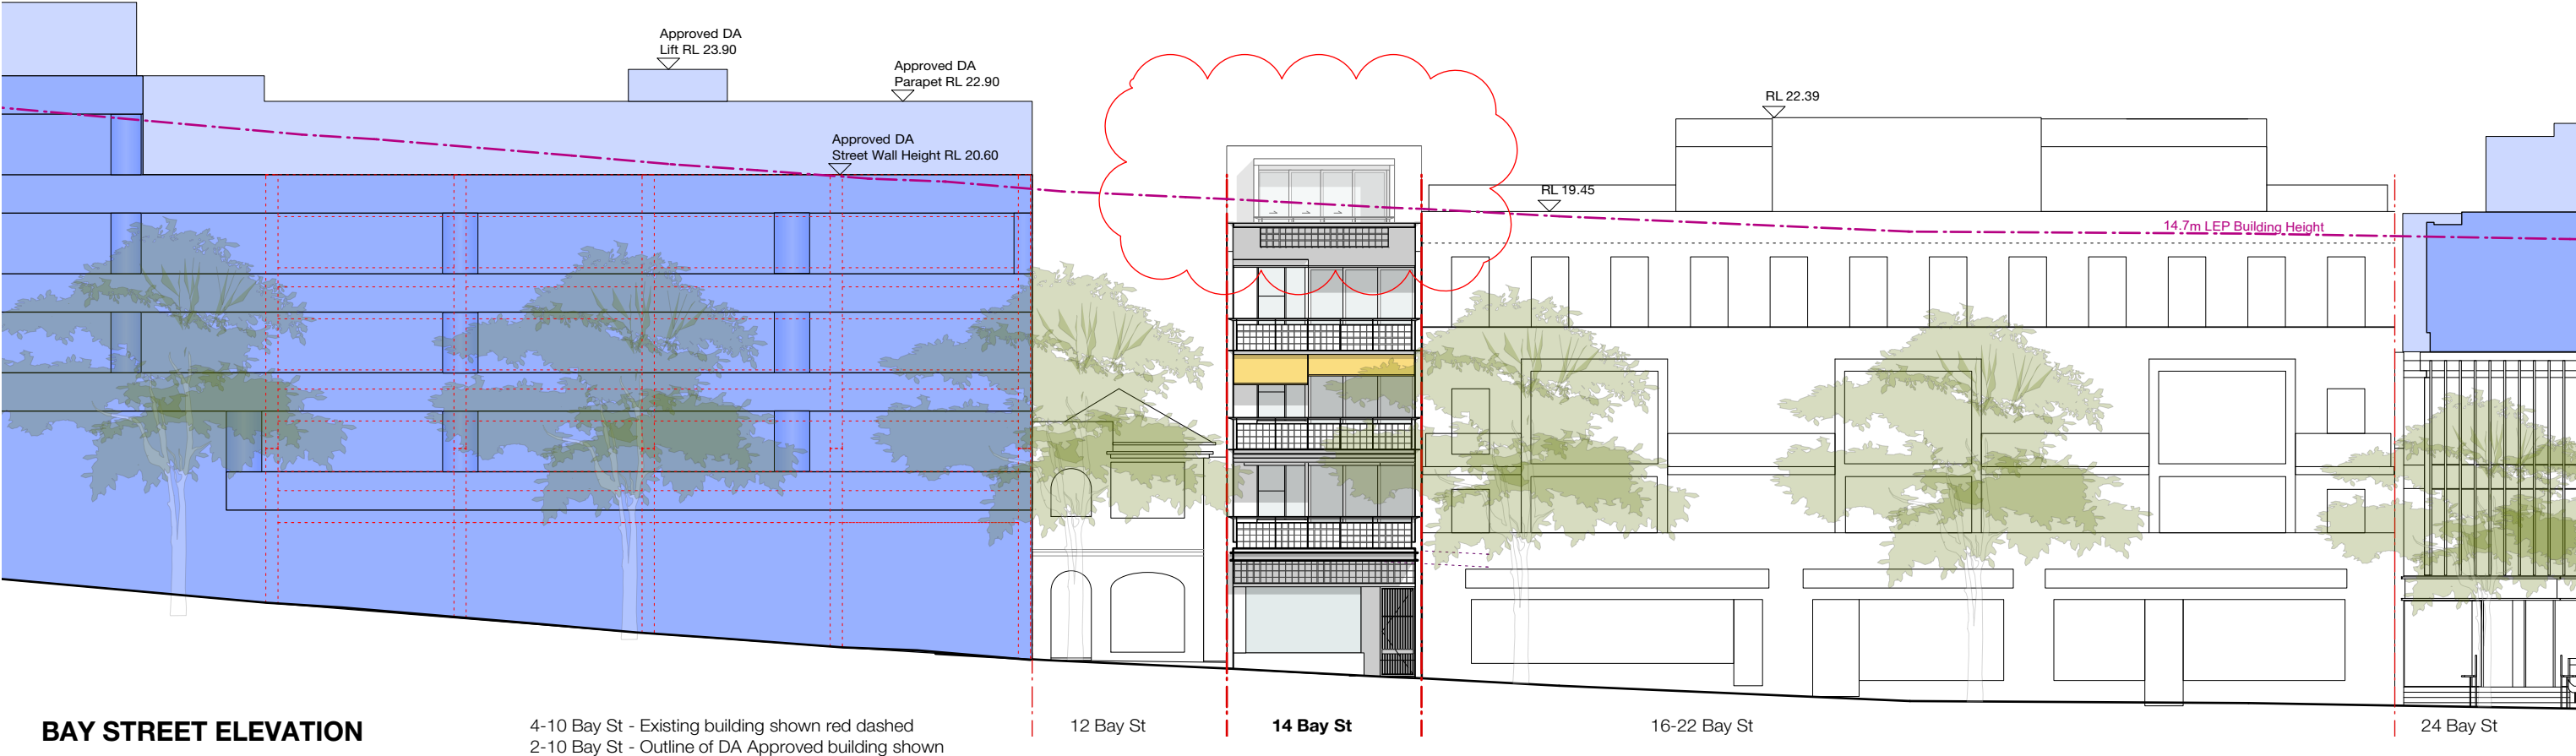 Approved DA
Lift RL 23.90
Approved DA
Parapet RL 22.90
Approved DA
Street Wall Height RL 20.60
RL 22.39
RL 19.45
14.7m LEP Building Height
BAY STREET ELEVATION
4-10 Bay St - Existing building shown red dashed
2-10 Bay St - Outline of DA Approved building shown
12 Bay St
14 Bay St
16-22 Bay St
24 Bay St